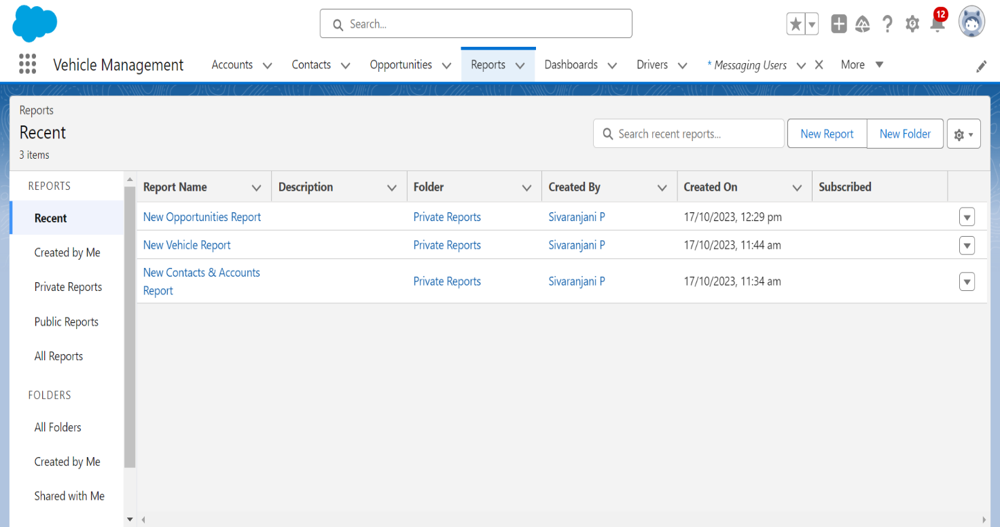 Search...
12
Vehicle Management
Accounts
Contacts
Opportunities
Reports
Dashboards
Drivers
* Messaging Users
More
Reports
Recent
3 items
Search recent reports...
New Report
New Folder
REPORTS
Recent
Created by Me
Private Reports
Public Reports
All Reports
FOLDERS
All Folders
Created by Me
Shared with Me
Report Name Description Folder Created By Created On Subscribed
New Opportunities Report Private Reports Sivaranjani P 17/10/2023, 12:29 pm
New Vehicle Report Private Reports Sivaranjani P 17/10/2023, 11:44 am
New Contacts & Accounts
Report Private Reports Sivaranjani P 17/10/2023, 11:34 am